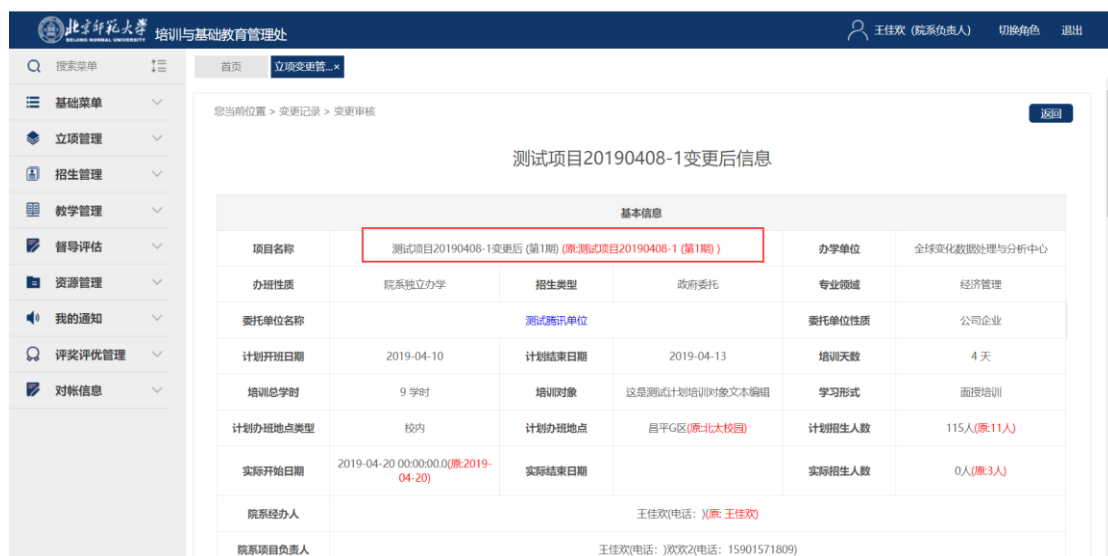 北京师范大学
BEIJING NORMAL UNIVERSITY
培训与基础教育管理处
王佳欢（院系负责人） 切换角色 退出
搜索菜单
首页 立项变更管...×
基础菜单
立项管理
招生管理
教学管理
督导评估
资源管理
我的通知
评奖评优管理
对帐信息
您当前位置 > 变更记录 > 变更审核
返回
测试项目20190408-1变更后信息
基本信息
项目名称 测试项目20190408-1变更后 (第1期) (原:测试项目20190408-1 (第1期) ) 办学单位 全球变化数据处理与分析中心
办班性质 院系独立办学 招生类型 政府委托 专业领域 经济管理
委托单位名称 测试腾讯单位 委托单位性质 公司企业
计划开班日期 2019-04-10 计划结束日期 2019-04-13 培训天数 4 天
培训总学时 9 学时 培训对象 这是测试计划培训对象文本编辑 学习形式 面授培训
计划办班地点类型 校内 计划办班地点 昌平G区(原:北太校园) 计划招生人数 115人(原:11人)
实际开始日期 2019-04-20 00:00:00.0(原:2019-
04-20) 实际结束日期 实际招生人数 0人(原:3人)
院系经办人 王佳欢(电话: )(原: 王佳欢)
院系项目负责人 王佳欢(电话: )欢欢2(电话: 15901571809)